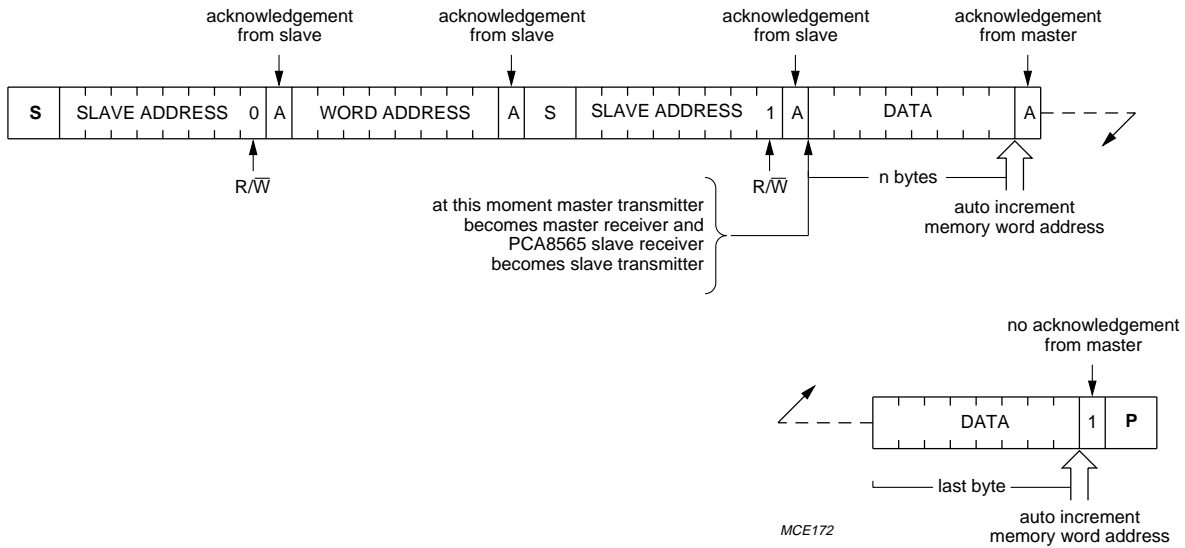 acknowledgement
from slave
acknowledgement
from slave
acknowledgement
from slave
acknowledgement
from master
S SLAVE ADDRESS 0 A WORD ADDRESS A S SLAVE ADDRESS 1 A DATA A
R/W̅
R/W̅
n bytes
at this moment master transmitter
becomes master receiver and
PCA8565 slave receiver
becomes slave transmitter
auto increment
memory word address
no acknowledgement
from master
DATA 1 P
last byte
auto increment
memory word address
MCE172